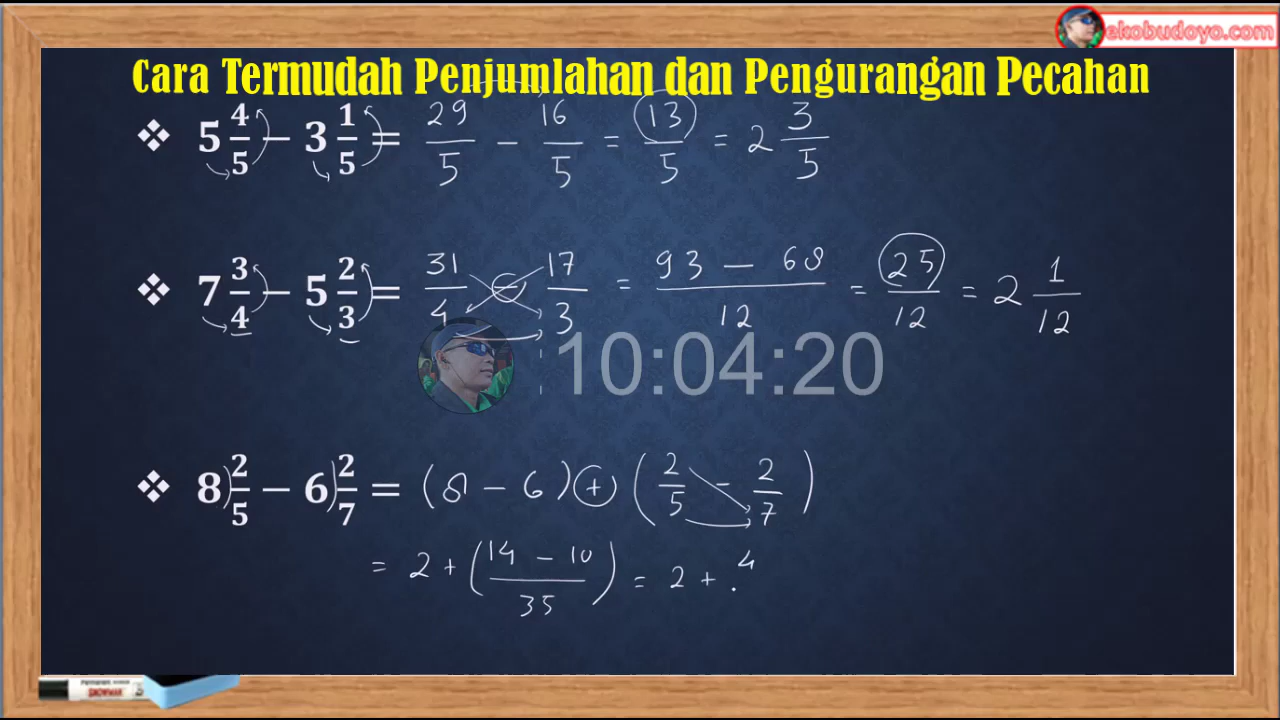 ekobudoyo.com
Cara Termudah Penjumlahan dan Pengurangan Pecahan
❖ 5 4/5 − 3 1/5 = 29/5 − 16/5 = 13/5 = 2 3/5
❖ 7 3/4 − 5 2/3 = 31/4 − 17/3 = (93 − 68)/12 = 25/12 = 2 1/12
10:04:20
❖ 8) 2/5 − 6) 2/7 = (8 − 6) + (2/5 − 2/7)
= 2 + ((14 − 10)/35) = 2 + 4
SNOWMAN